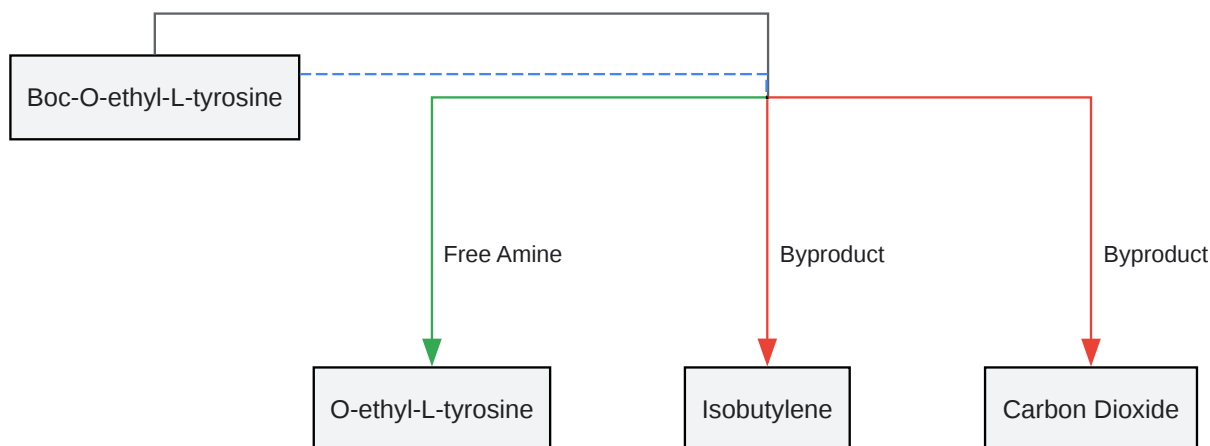 Boc-O-ethyl-L-tyrosine
Free Amine
Byproduct
Byproduct
O-ethyl-L-tyrosine
Isobutylene
Carbon Dioxide